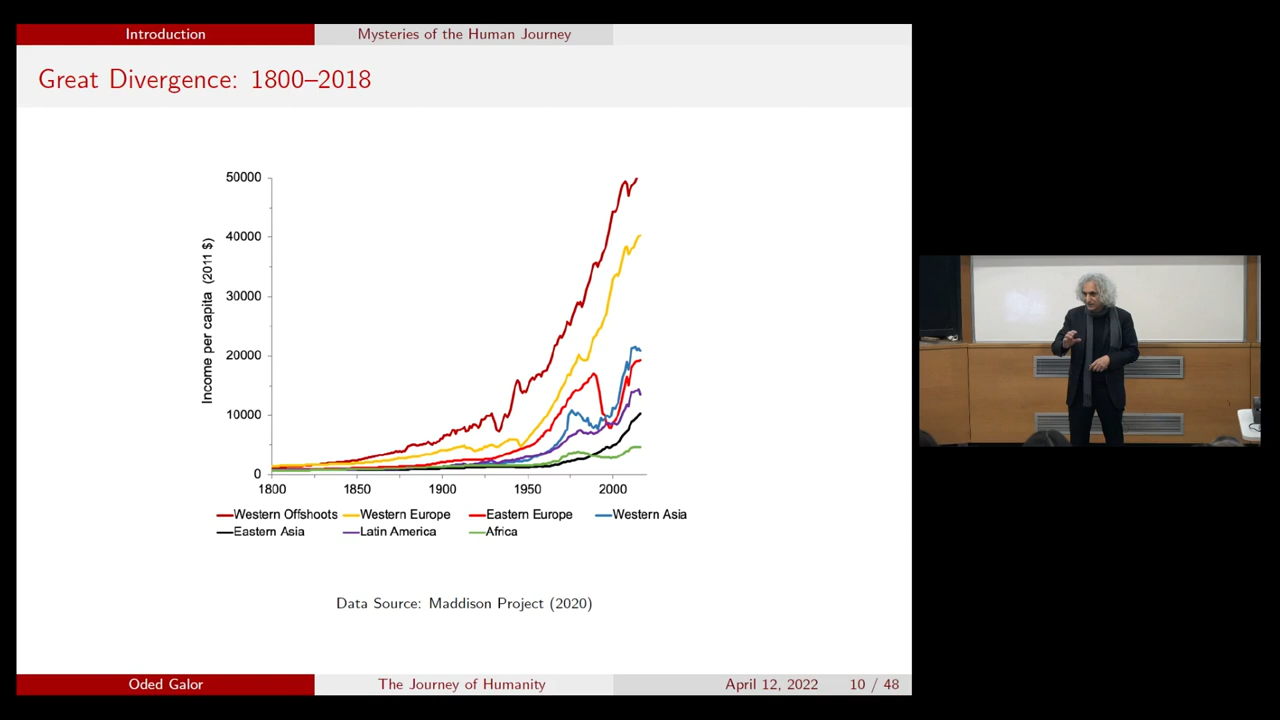 Introduction
Mysteries of the Human Journey
Great Divergence: 1800–2018
Income per capita (2011 $)
50000
40000
30000
20000
10000
0
1800 1850 1900 1950 2000
Western Offshoots Western Europe Eastern Europe Western Asia
Eastern Asia Latin America Africa
Data Source: Maddison Project (2020)
Oded Galor
The Journey of Humanity
April 12, 2022 10 / 48